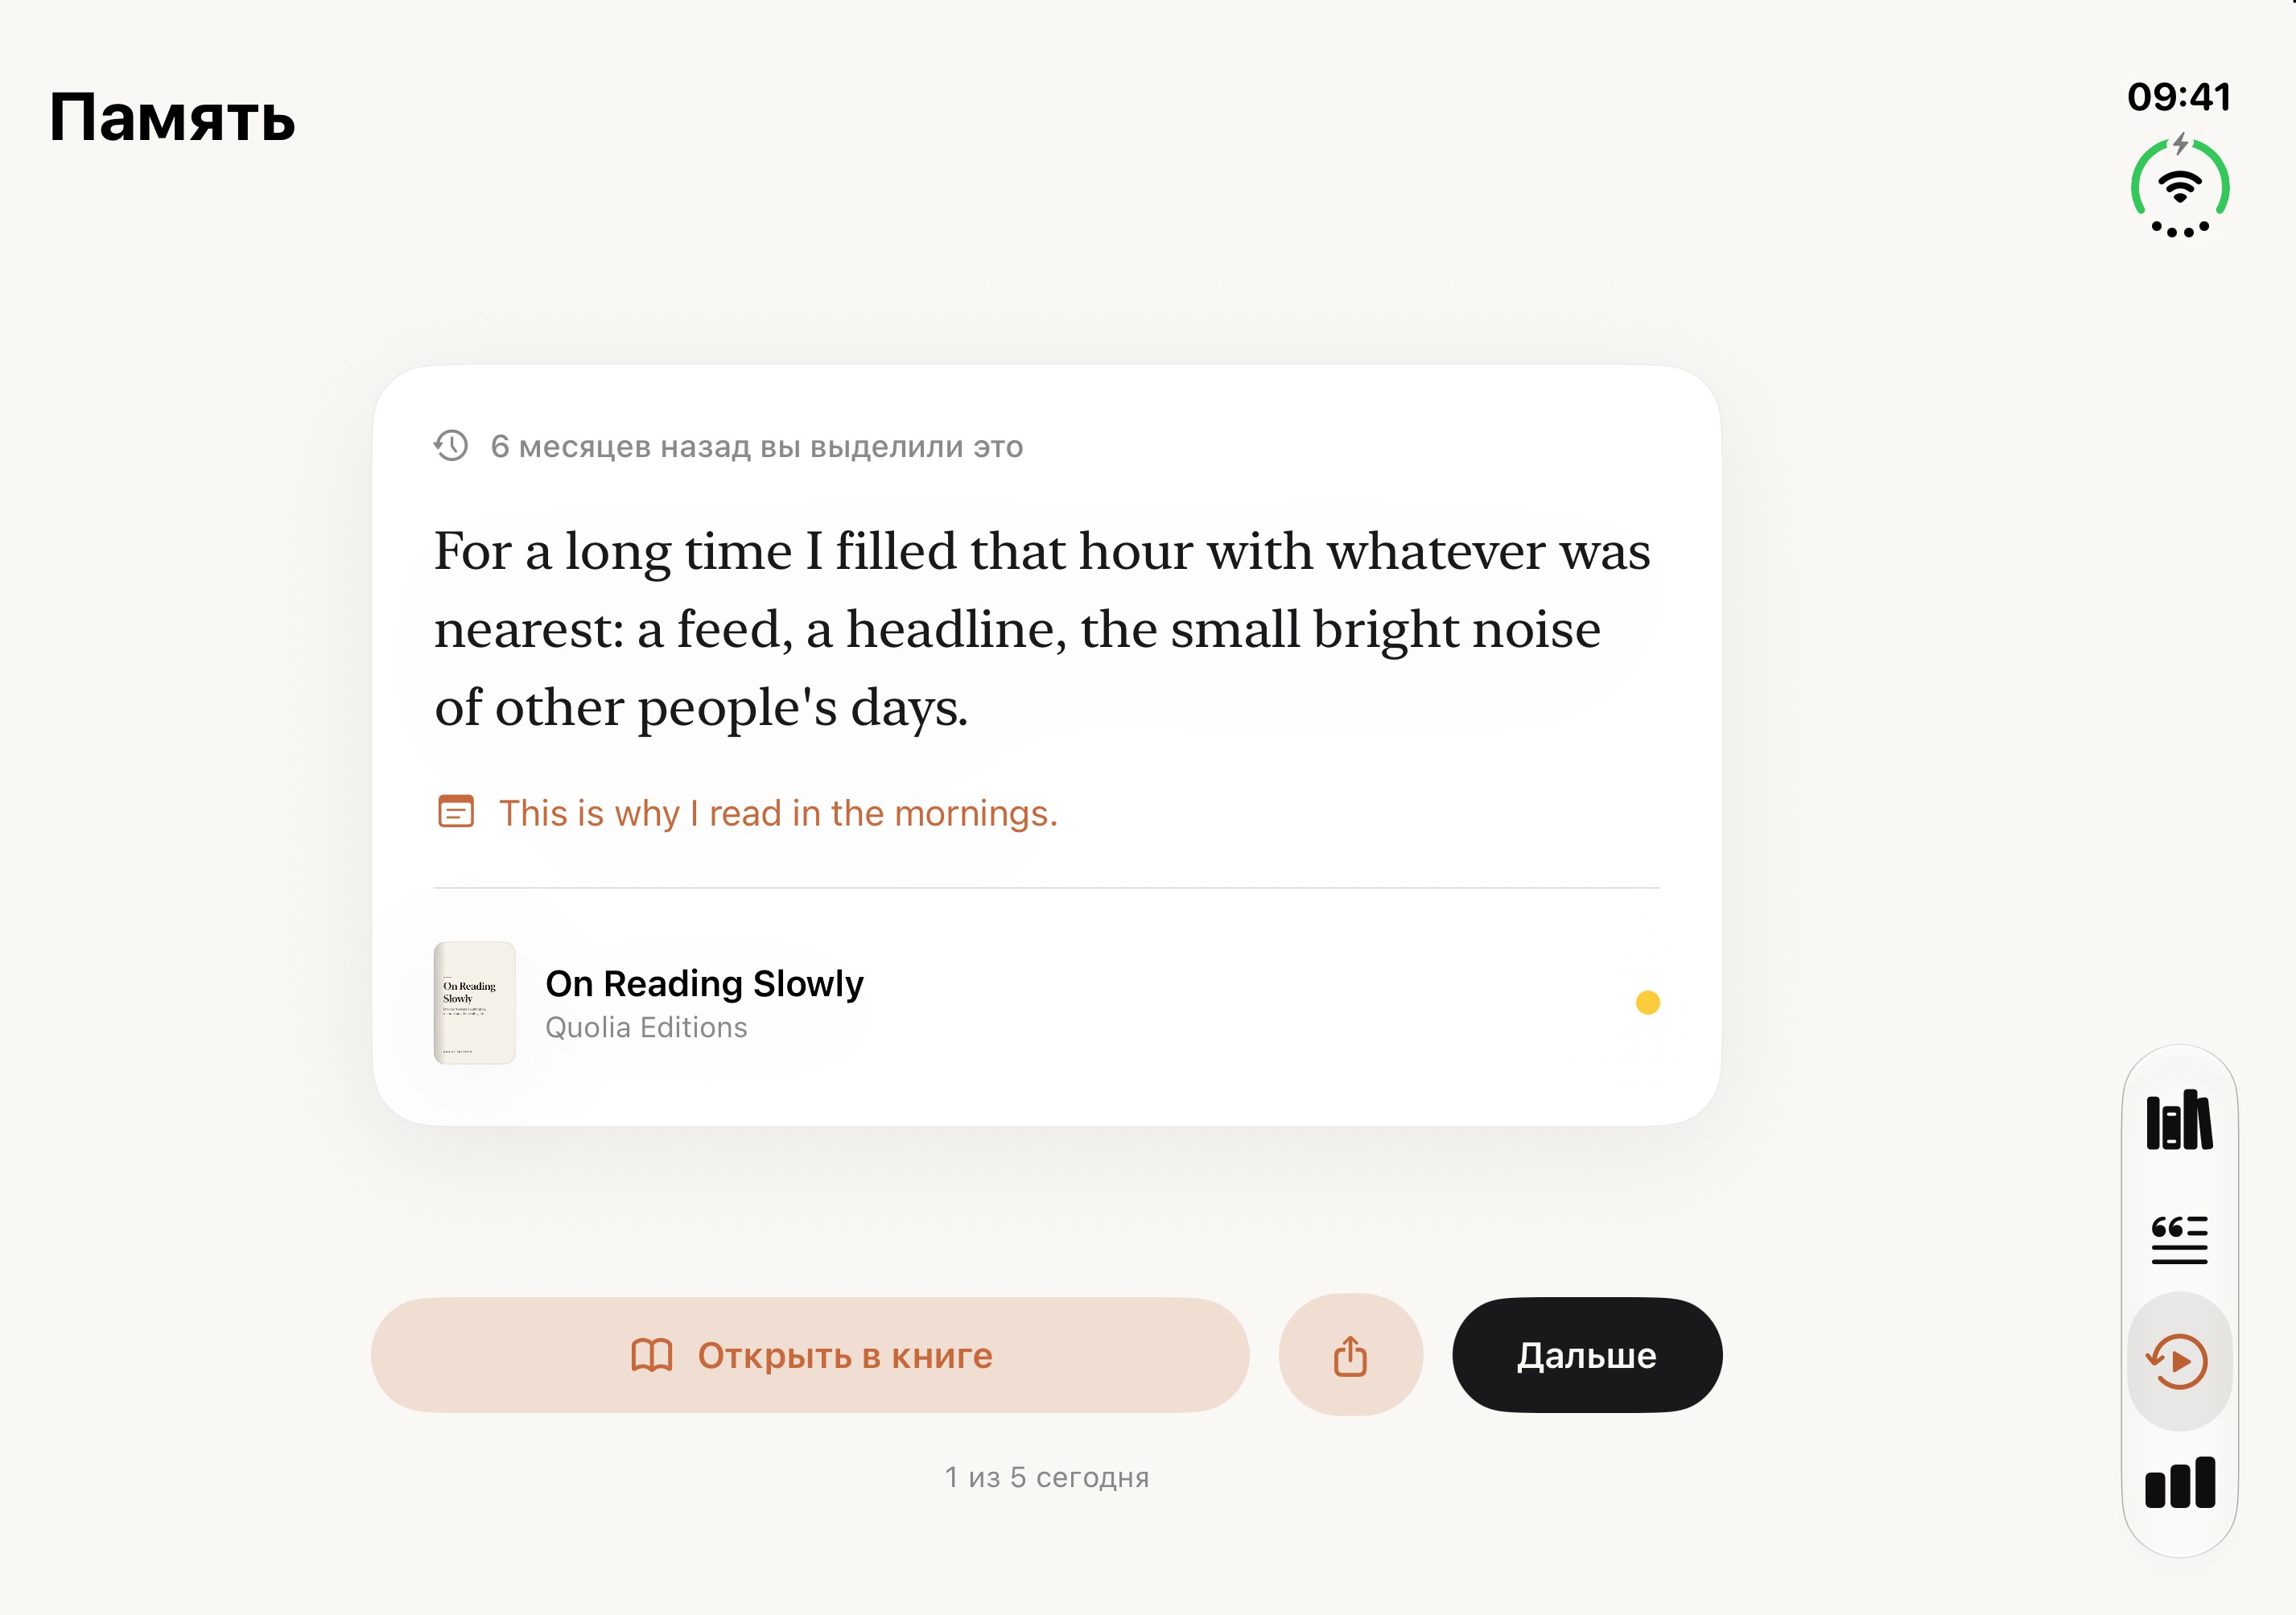 Память
09:41
6 месяцев назад вы выделили это
For a long time I filled that hour with whatever was
nearest: a feed, a headline, the small bright noise
of other people's days.
This is why I read in the mornings.
On Reading
Slowly
On Reading Slowly
Quolia Editions
Открыть в книге
Дальше
1 из 5 сегодня